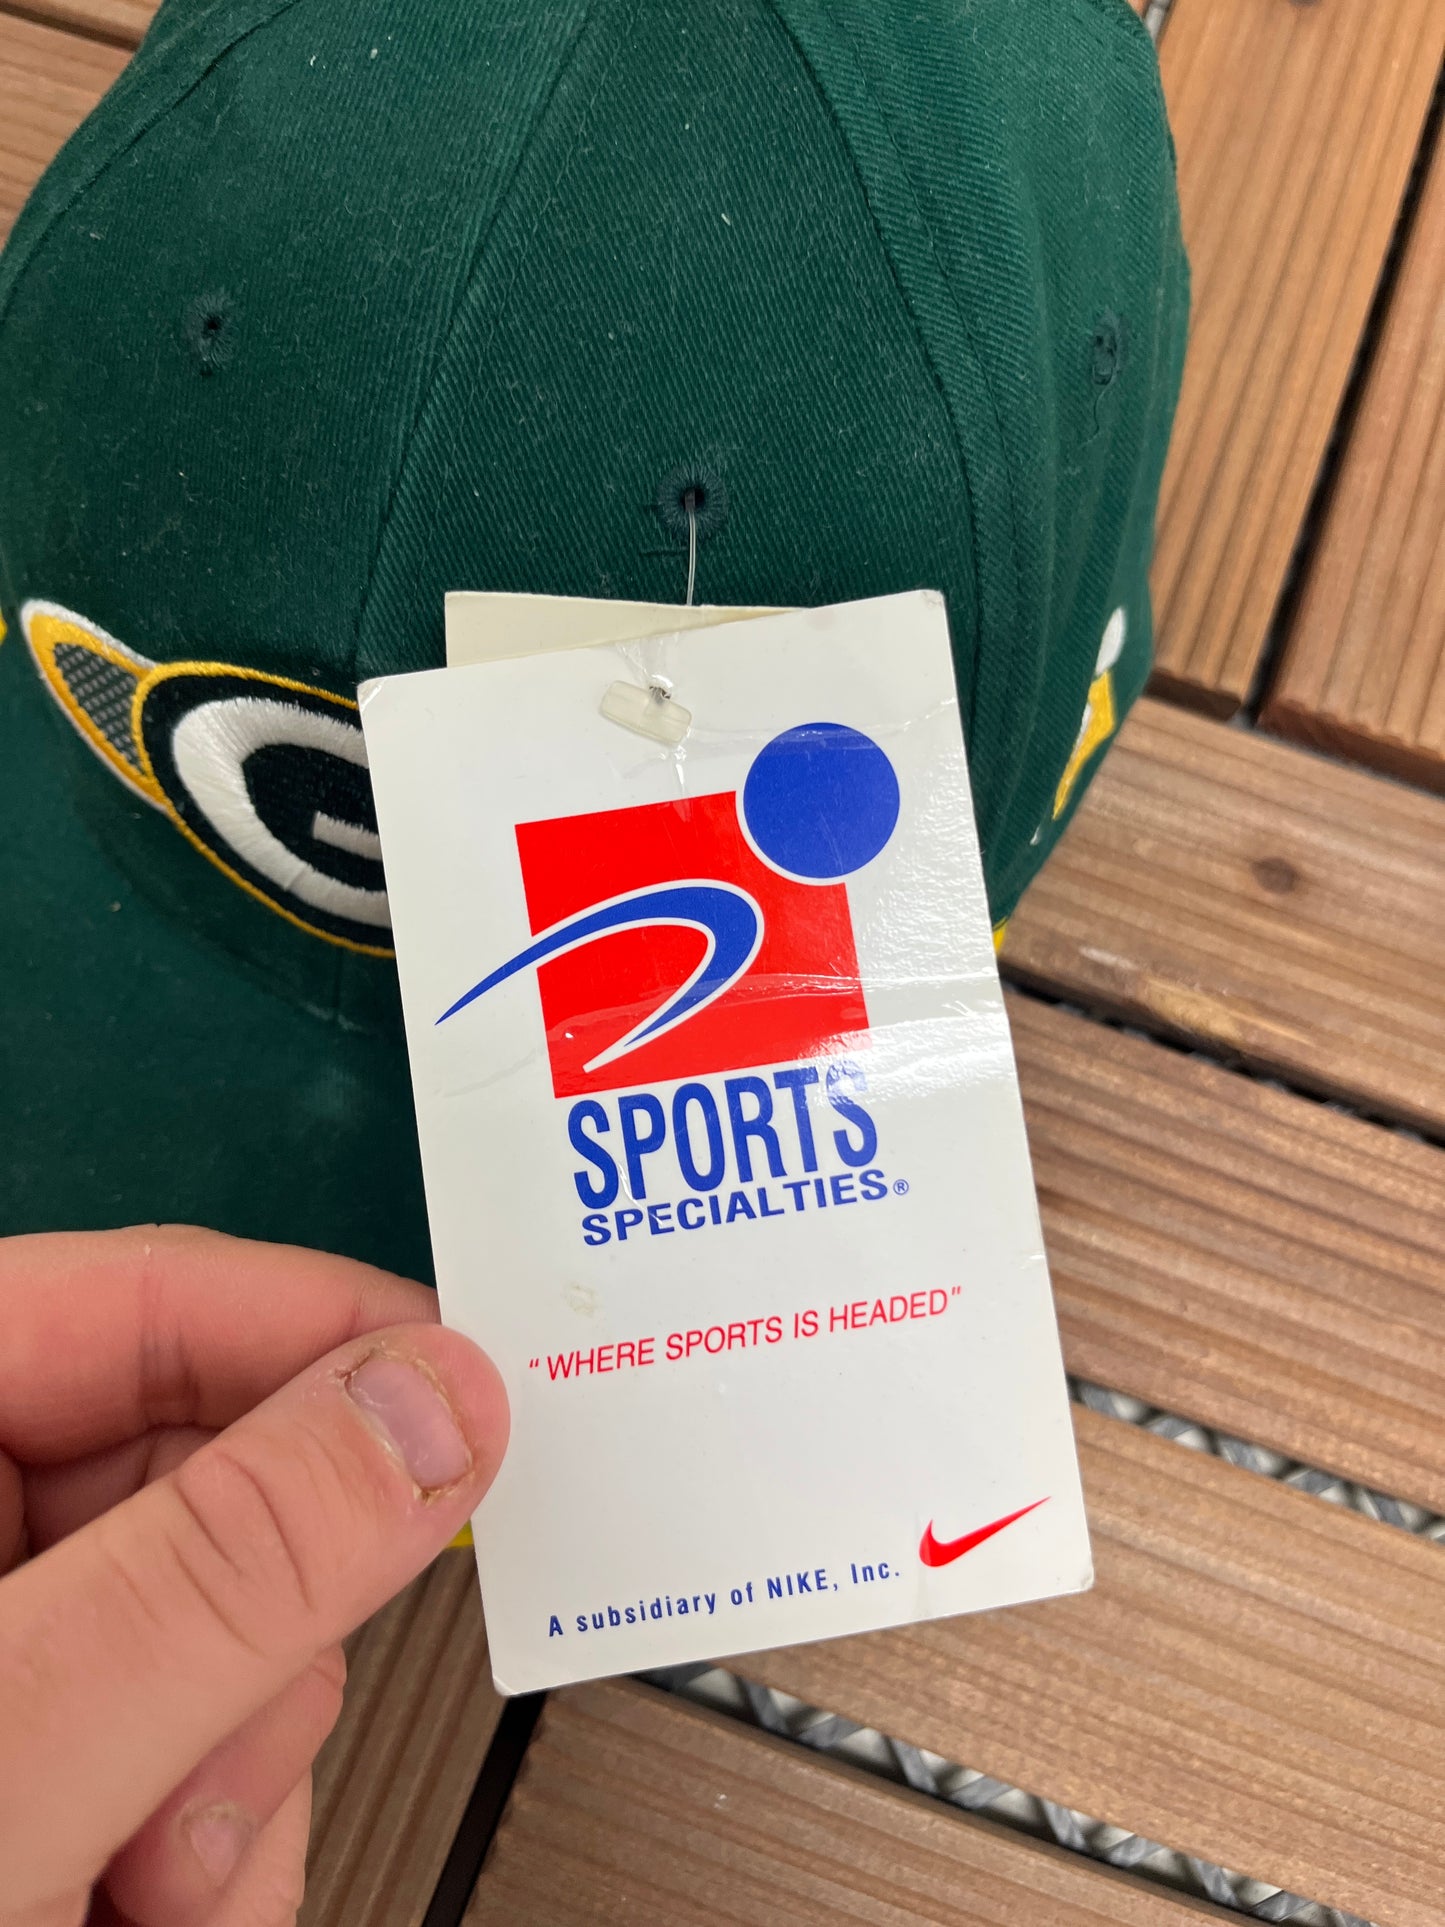 G
SPORTS
SPECIALTIES®
"WHERE SPORTS IS HEADED"
A subsidiary of NIKE, Inc.